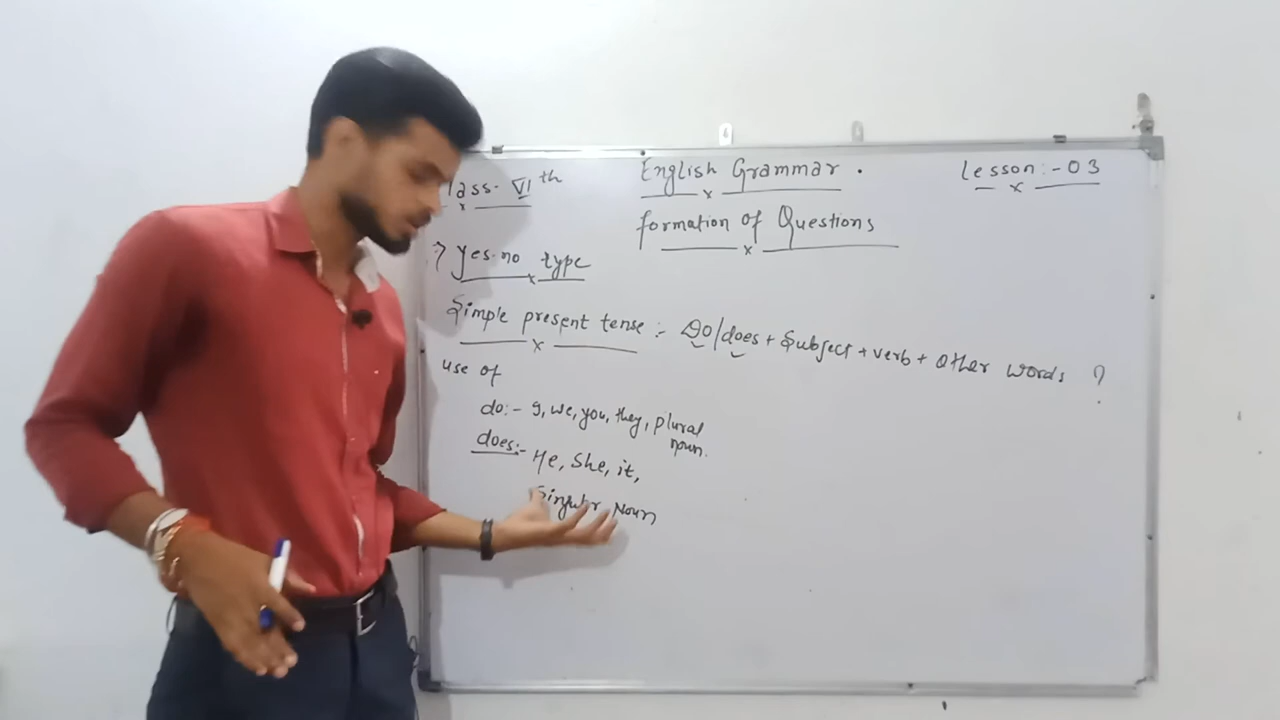 lass- VI th
English Grammar.
Lesson:-03
formation of Questions
Yes-no type
Simple present tense :- Do/does + Subject + verb + other words ?
use of
do:- I, we, you, they, plural noun.
does:- He, She, it,
Singular Noun